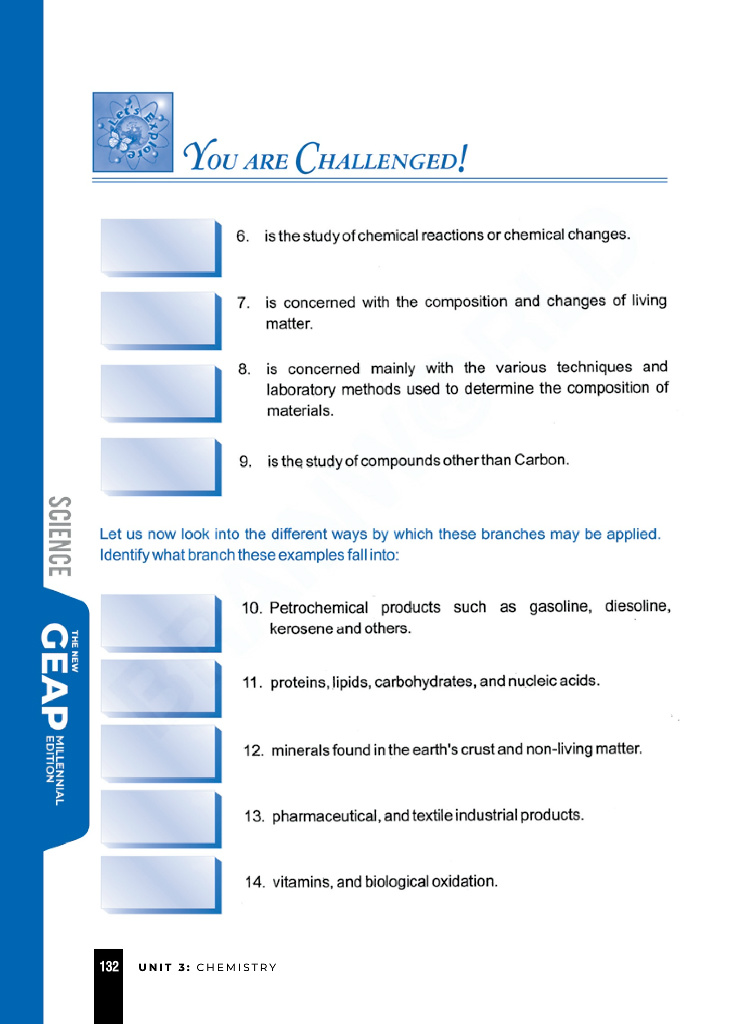 Let's Explore
YOU ARE CHALLENGED!
6. is the study of chemical reactions or chemical changes.
7. is concerned with the composition and changes of living
matter.
8. is concerned mainly with the various techniques and
laboratory methods used to determine the composition of
materials.
9. is the study of compounds other than Carbon.
Let us now look into the different ways by which these branches may be applied.
Identify what branch these examples fall into:
10. Petrochemical products such as gasoline, diesoline,
kerosene and others.
11. proteins, lipids, carbohydrates, and nucleic acids.
12. minerals found in the earth's crust and non-living matter.
13. pharmaceutical, and textile industrial products.
14. vitamins, and biological oxidation.
SCIENCE
THE NEW
GEAP
MILLENNIAL
EDITION
132 UNIT 3: CHEMISTRY